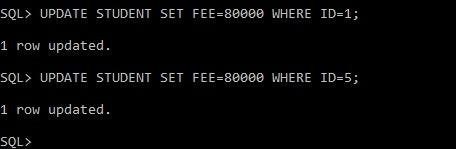 SQL> UPDATE STUDENT SET FEE=80000 WHERE ID=1;
1 row updated.
SQL> UPDATE STUDENT SET FEE=80000 WHERE ID=5;
1 row updated.
SQL>